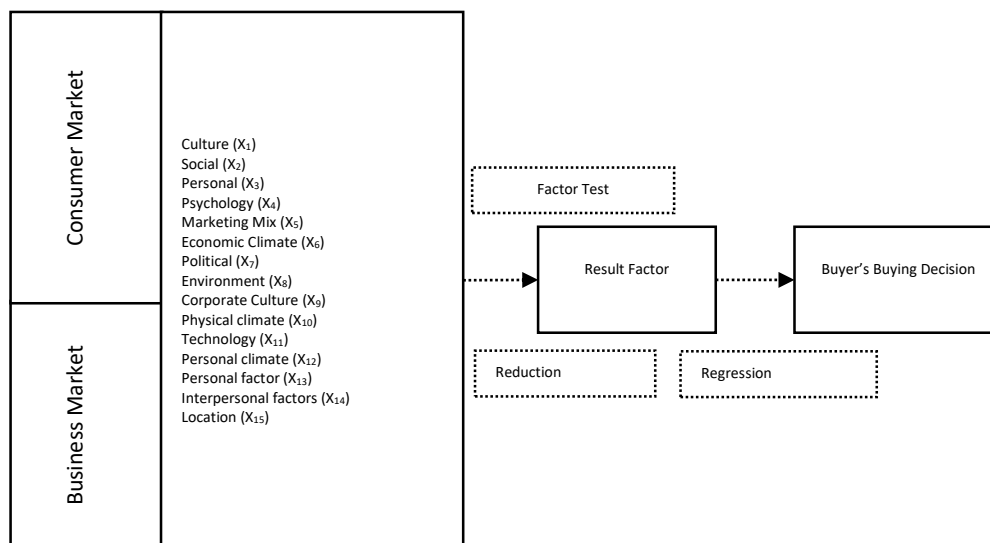 Consumer Market
Business Market
Culture (X₁)
Social (X₂)
Personal (X₃)
Psychology (X₄)
Marketing Mix (X₅)
Economic Climate (X₆)
Political (X₇)
Environment (X₈)
Corporate Culture (X₉)
Physical climate (X₁₀)
Technology (X₁₁)
Personal climate (X₁₂)
Personal factor (X₁₃)
Interpersonal factors (X₁₄)
Location (X₁₅)
Factor Test
Result Factor
Buyer’s Buying Decision
Reduction
Regression